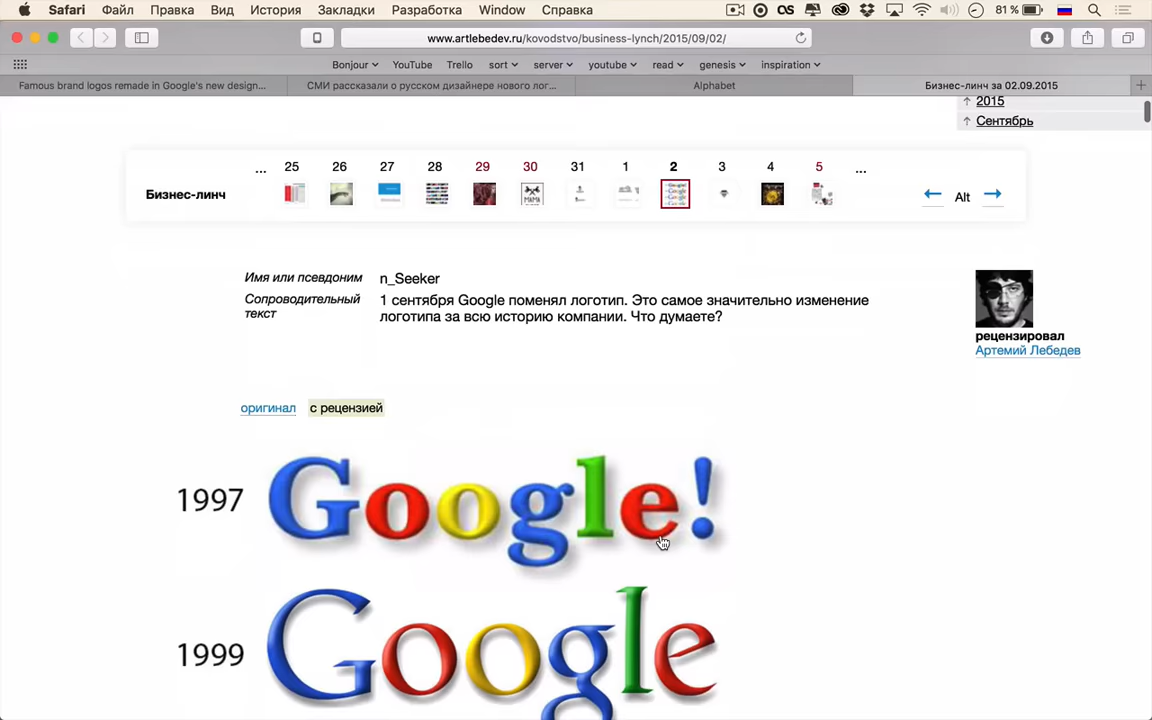 Safari Файл Правка Вид История Закладки Разработка Window Справка 81 %
www.artlebedev.ru/kovodstvo/business-lynch/2015/09/02/
Bonjour YouTube Trello sort server youtube read genesis inspiration
Famous brand logos remade in Google's new design... СМИ рассказали о русском дизайнере нового лог... Alphabet Бизнес-линч за 02.09.2015
2015
Сентябрь
... 25 26 27 28 29 30 31 1 2 3 4 5 ...
Бизнес-линч Alt
Имя или псевдоним n_Seeker
Сопроводительный текст 1 сентября Google поменял логотип. Это самое значительно изменение
логотипа за всю историю компании. Что думаете?
рецензировал
Артемий Лебедев
оригинал с рецензией
1997 Google!
1999 Google